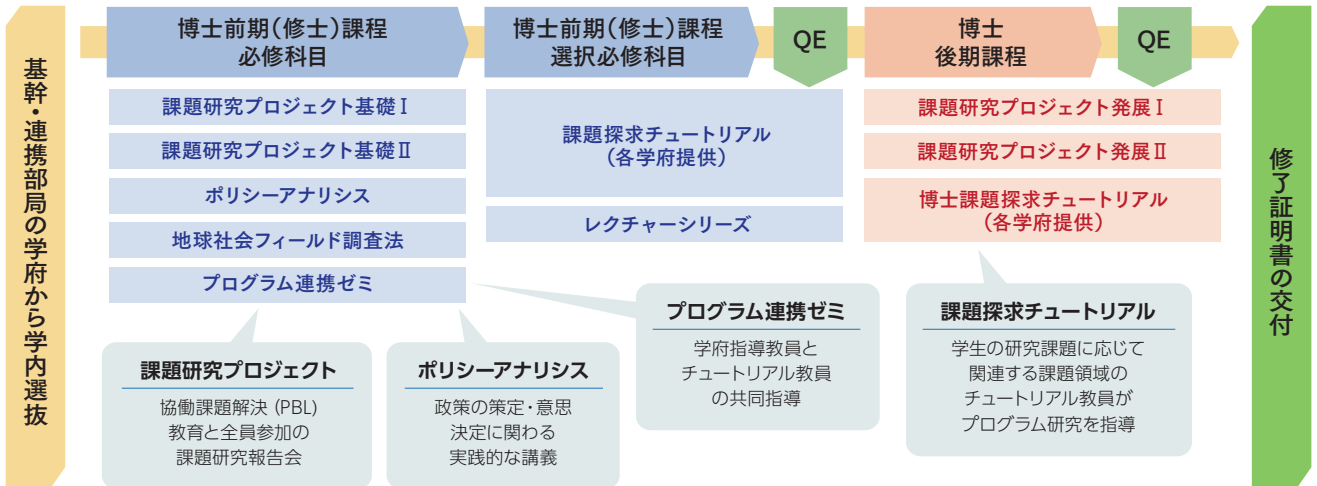 基幹・連携部局の学府から学内選抜
博士前期(修士)課程
必修科目
博士前期(修士)課程
選択必修科目
QE
博士
後期課程
QE
課題研究プロジェクト基礎Ⅰ
課題研究プロジェクト基礎Ⅱ
ポリシーアナリシス
地球社会フィールド調査法
プログラム連携ゼミ
課題探求チュートリアル
(各学府提供)
レクチャーシリーズ
課題研究プロジェクト発展Ⅰ
課題研究プロジェクト発展Ⅱ
博士課題探求チュートリアル
(各学府提供)
課題研究プロジェクト
協働課題解決 (PBL)
教育と全員参加の
課題研究報告会
ポリシーアナリシス
政策の策定・意思
決定に関わる
実践的な講義
プログラム連携ゼミ
学府指導教員と
チュートリアル教員
の共同指導
課題探求チュートリアル
学生の研究課題に応じて
関連する課題領域の
チュートリアル教員が
プログラム研究を指導
修了証明書の交付